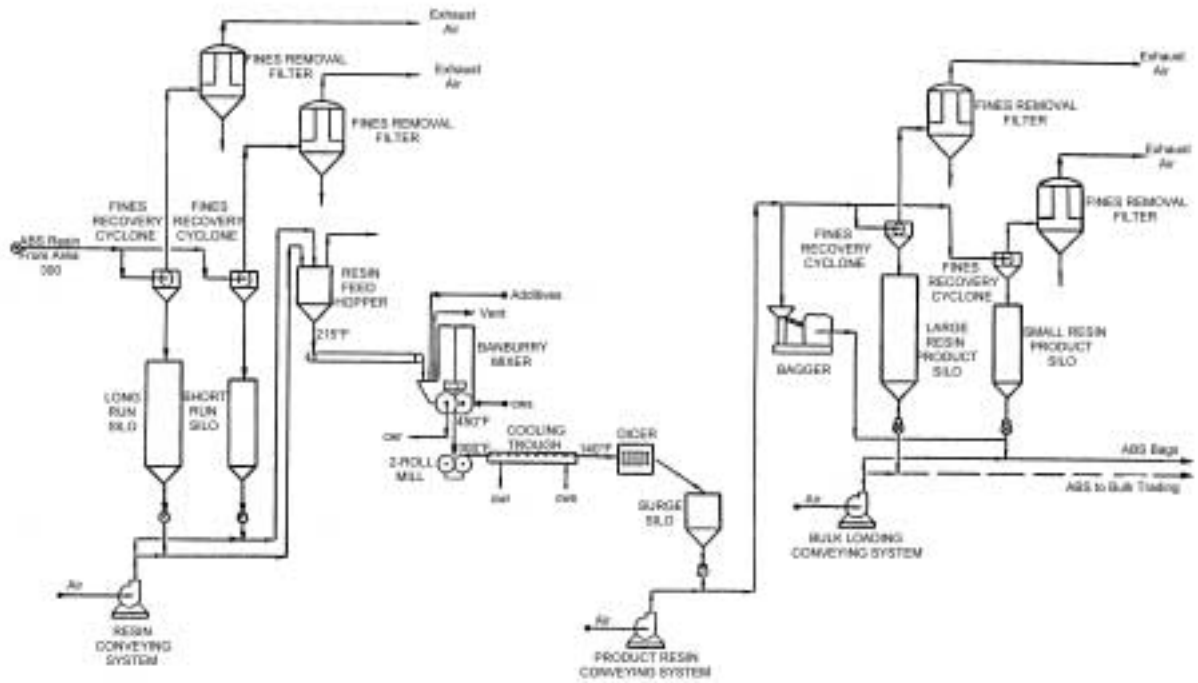 Exhaust
Air
FINES REMOVAL
FILTER
Exhaust
Air
FINES REMOVAL
FILTER
FINES
RECOVERY
CYCLONE
FINES
RECOVERY
CYCLONE
ABS Resin
From Area
300
RESIN
FEED
HOPPER
215°F
Additives
Vent
BANBURRY
MIXER
LONG
RUN
SILO
SHORT
RUN
SILO
cws
450°F
cwr
2-ROLL
MILL
COOLING
TROUGH
140°F
cwr
cws
DICER
SURGE
SILO
Air
RESIN
CONVEYING
SYSTEM
Air
PRODUCT RESIN
CONVEYING SYSTEM
Exhaust
Air
FINES REMOVAL
FILTER
Exhaust
Air
FINES REMOVAL
FILTER
FINES
RECOVERY
CYCLONE
FINES
RECOVERY
CYCLONE
BAGGER
LARGE
RESIN
PRODUCT
SILO
SMALL RESIN
PRODUCT
SILO
ABS Bags
ABS to Bulk Trading
Air
BULK LOADING
CONVEYING SYSTEM